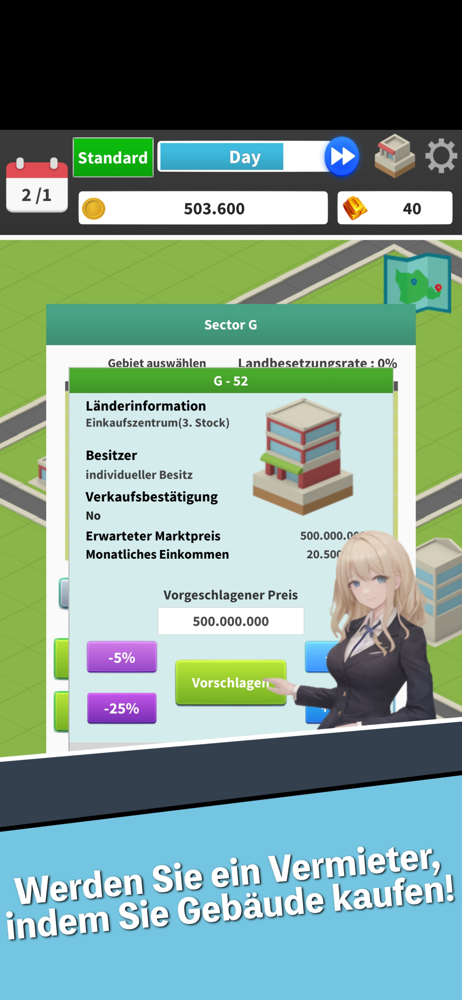 Standard
Day
2 /1
503.600
40
Sector G
Gebiet auswählen
Landbesetzungsrate : 0%
G - 52
Länderinformation
Einkaufszentrum(3. Stock)
Besitzer
individueller Besitz
Verkaufsbestätigung
No
Erwarteter Marktpreis
Monatliches Einkommen
Vorgeschlagener Preis
500.000.000
-5%
Vorschlagen
-25%
Werden Sie ein Vermieter,
indem Sie Gebäude kaufen!